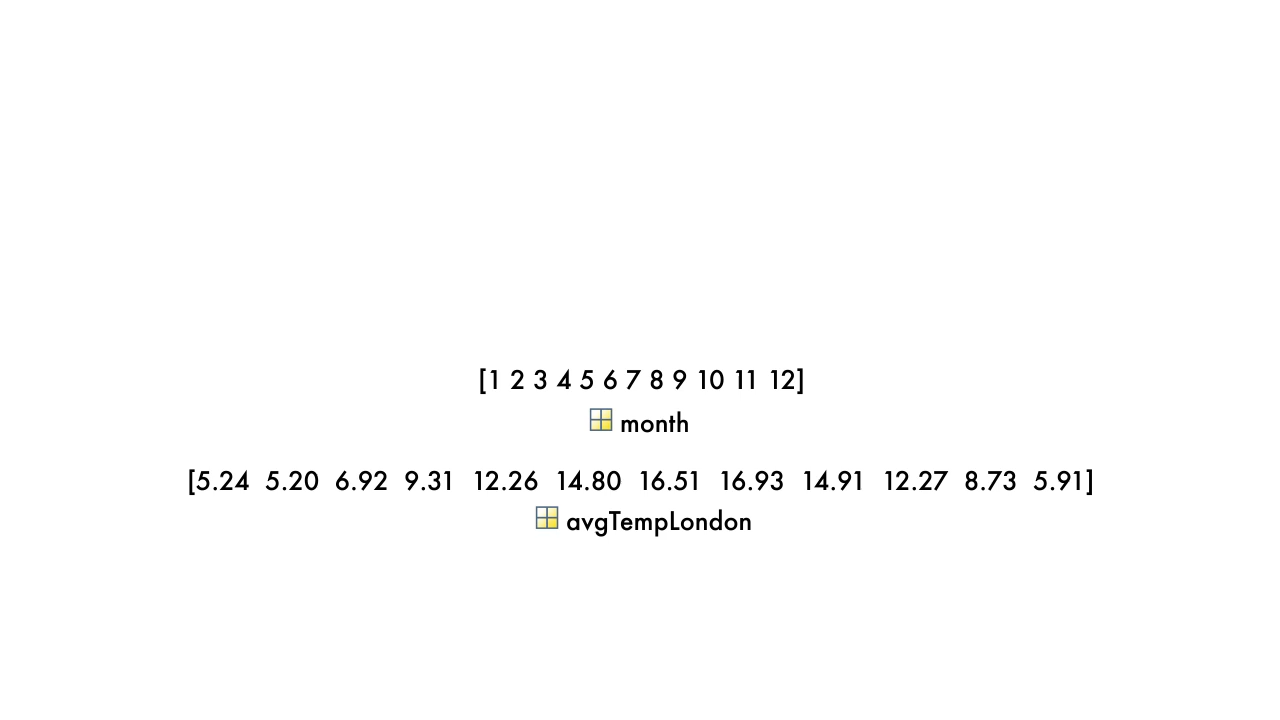 [1 2 3 4 5 6 7 8 9 10 11 12]
month
[5.24 5.20 6.92 9.31 12.26 14.80 16.51 16.93 14.91 12.27 8.73 5.91]
avgTempLondon